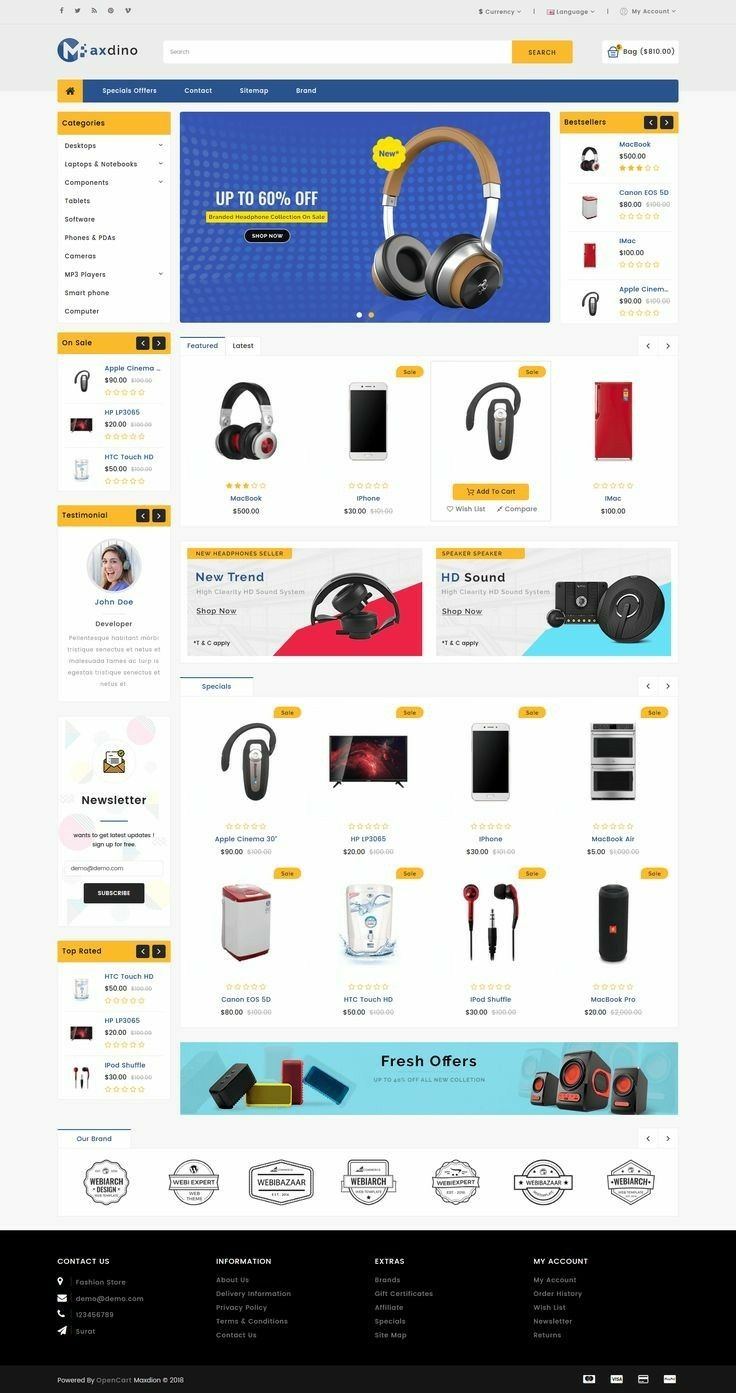 $ Currency
Language
My Account
Maxdino
Search
SEARCH
5
Bag ($810.00)
Specials Offfers
Contact
Sitemap
Brand
Categories
Desktops
Laptops & Notebooks
Components
Tablets
Software
Phones & PDAs
Cameras
MP3 Players
Smart phone
Computer
New*
UP TO 60% OFF
Branded Headphone Collection On Sale
SHOP NOW
Bestsellers
MacBook
$500.00
Canon EOS 5D
$80.00 $100.00
IMac
$100.00
Apple Cinem...
$90.00 $100.00
On Sale
Apple Cinema ...
$90.00 $100.00
HP LP3065
$20.00 $100.00
HTC Touch HD
$50.00 $100.00
Featured
Latest
MacBook
$500.00
Sale
IPhone
$30.00 $101.00
Sale
Add To Cart
Wish List
Compare
IMac
$100.00
Testimonial
John Doe
Developer
Pellentesque habitant morbi
tristique senectus et netus et
malesuada fames ac turp is
egestas tristique senectus et
netus et
NEW HEADPHONES SELLER
New Trend
High Clearity HD Sound System
Shop Now
*T & C apply
SPEAKER SPEAKER
HD Sound
High Clearity HD Sound System
Shop Now
*T & C apply
Specials
Sale
Apple Cinema 30"
$90.00 $100.00
Sale
HP LP3065
$20.00 $100.00
Sale
IPhone
$30.00 $101.00
Sale
MacBook Air
$5.00 $1,000.00
Sale
Canon EOS 5D
$80.00 $100.00
Sale
HTC Touch HD
$50.00 $100.00
Sale
IPod Shuffle
$30.00 $100.00
Sale
MacBook Pro
$20.00 $2,000.00
Newsletter
wants to get latest updates !
sign up for free.
demo@demo.com
SUBSCRIBE
Top Rated
HTC Touch HD
$50.00 $100.00
HP LP3065
$20.00 $100.00
IPod Shuffle
$30.00 $100.00
Fresh Offers
UP TO 40% OFF ALL NEW COLLETION
Our Brand
WEBIARCH
DESIGN
WEB TEMPLATE
WEBI EXPERT
WEB
THEME
WEBIBAZAAR
EST. 2016
WEBIARCH
WEB TEMPLATE
WEBIEXPERT
EST - 2016
WEBIBAZAAR
WEBIARCH
CONTACT US
Fashion Store
demo@demo.com
123456789
Surat
INFORMATION
About Us
Delivery Information
Privacy Policy
Terms & Conditions
Contact Us
EXTRAS
Brands
Gift Certificates
Affiliate
Specials
Site Map
MY ACCOUNT
My Account
Order History
Wish List
Newsletter
Returns
Powered By OpenCart Maxdion © 2018
VISA
PayPal